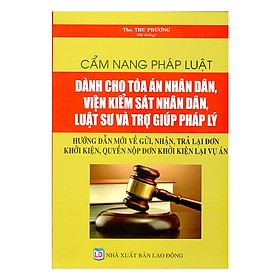 Ths. THU PHƯƠNG
(Hệ thống)
CẨM NANG PHÁP LUẬT
DÀNH CHO TÒA ÁN NHÂN DÂN,
VIỆN KIỂM SÁT NHÂN DÂN,
LUẬT SƯ VÀ TRỢ GIÚP PHÁP LÝ
HƯỚNG DẪN MỚI VỀ GỬI, NHẬN, TRẢ LẠI ĐƠN
KHỞI KIỆN, QUYỀN NỘP ĐƠN KHỞI KIỆN LẠI VỤ ÁN
NHÀ XUẤT BẢN LAO ĐỘNG